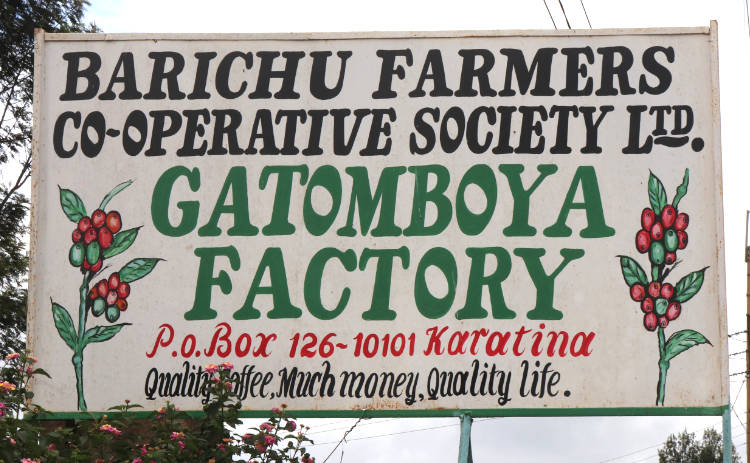 BARICHU FARMERS
CO-OPERATIVE SOCIETY LTD.
GATOMBOYA
FACTORY
P.o. Box 126~10101 Karatina
Quality Coffee, Much money, Quality life.